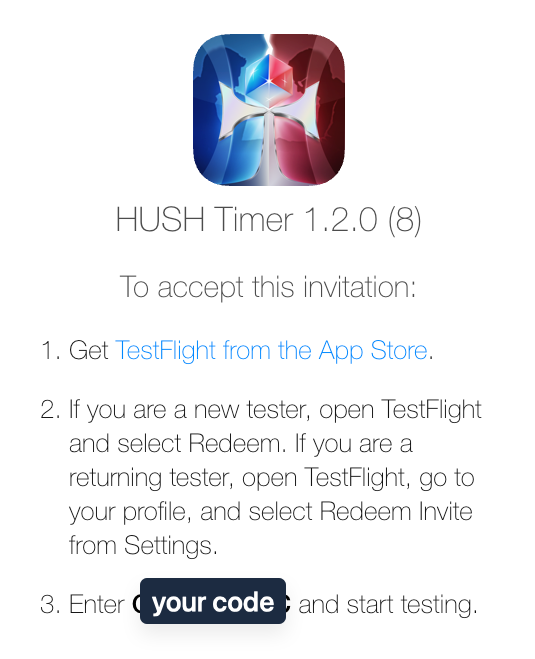 HUSH Timer 1.2.0 (8)
To accept this invitation:
1. Get TestFlight from the App Store.
2. If you are a new tester, open TestFlight
and select Redeem. If you are a
returning tester, open TestFlight, go to
your profile, and select Redeem Invite
from Settings.
3. Enter your code and start testing.